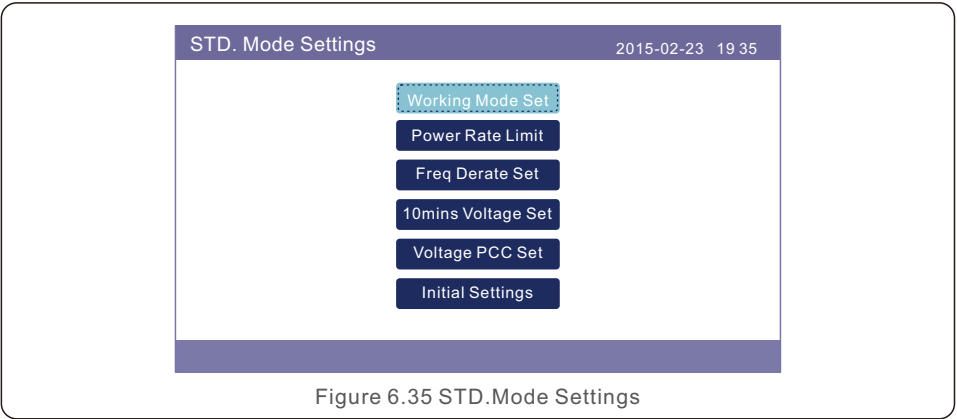 STD. Mode Settings 2015-02-23 19 35
Working Mode Set
Power Rate Limit
Freq Derate Set
10mins Voltage Set
Voltage PCC Set
Initial Settings
Figure 6.35 STD.Mode Settings